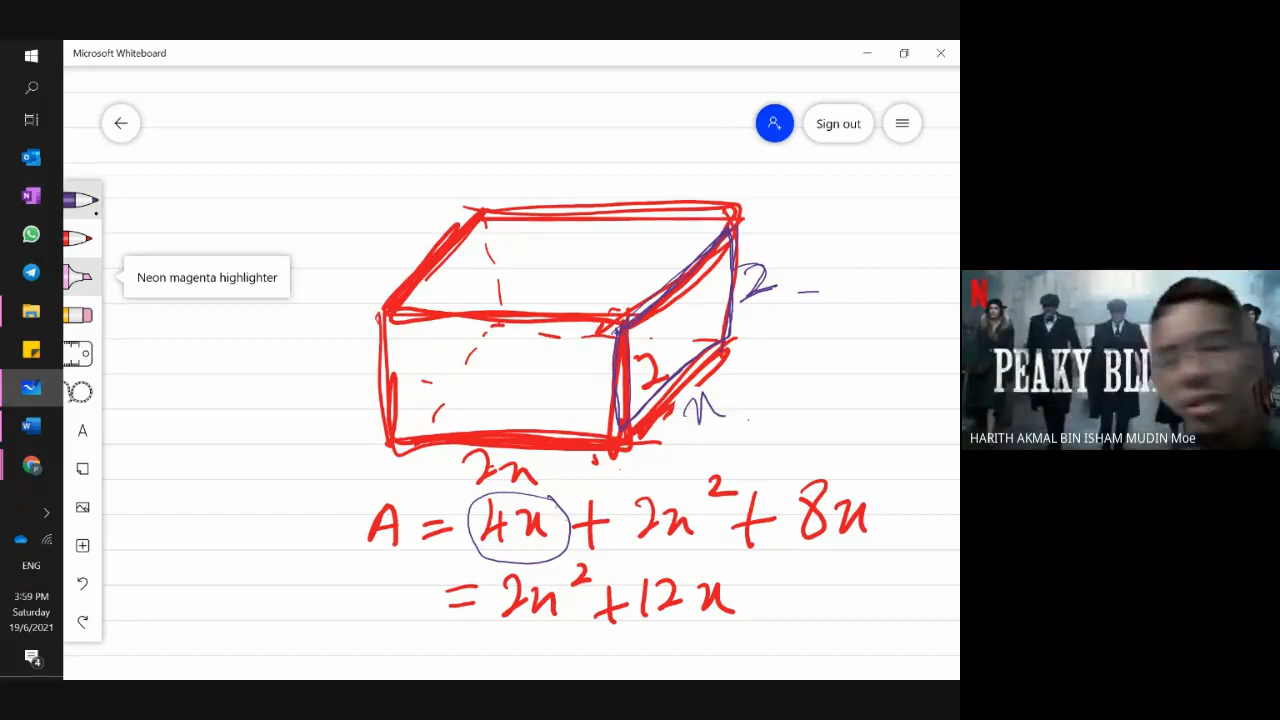 Microsoft Whiteboard
Sign out
Neon magenta highlighter
2
2
x
2x
A = 4x + 2x² + 8x
= 2x² + 12x
N
PEAKY BLI
HARITH AKMAL BIN ISHAM MUDIN Moe
A
ENG
3:59 PM
Saturday
19/6/2021
4